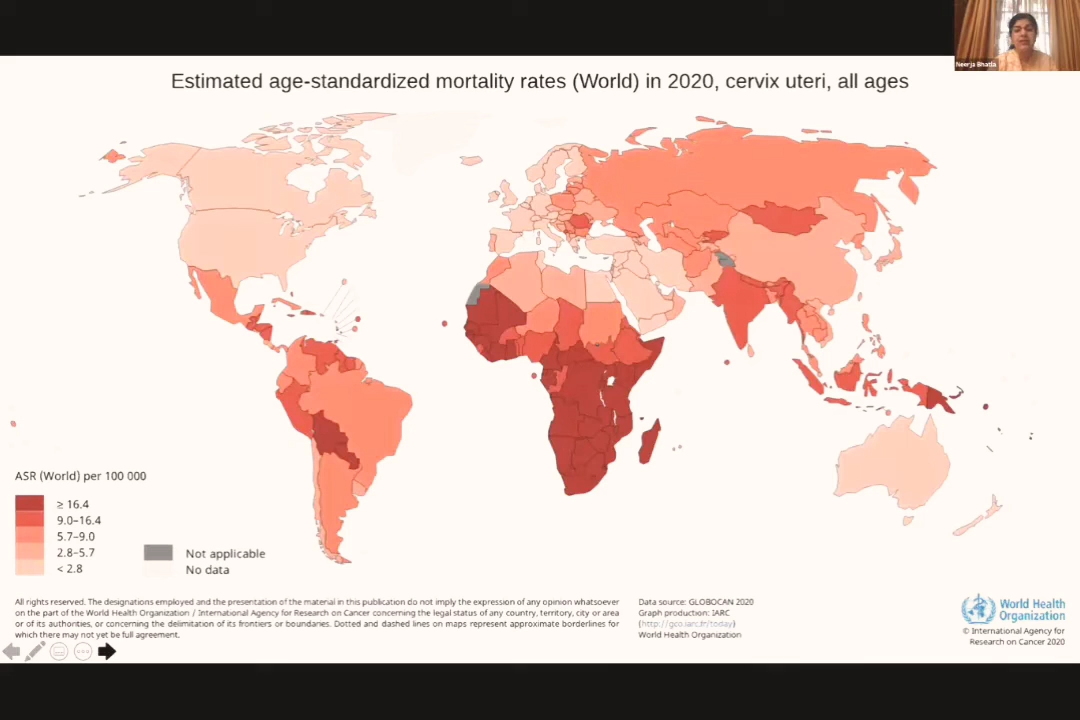 Neerja Bhatla
Estimated age-standardized mortality rates (World) in 2020, cervix uteri, all ages
ASR (World) per 100 000
≥ 16.4
9.0–16.4
5.7–9.0
2.8–5.7
< 2.8
Not applicable
No data
All rights reserved. The designations employed and the presentation of the material in this publication do not imply the expression of any opinion whatsoever
on the part of the World Health Organization / International Agency for Research on Cancer concerning the legal status of any country, territory, city or area
or of its authorities, or concerning the delimitation of its frontiers or boundaries. Dotted and dashed lines on maps represent approximate borderlines for
which there may not yet be full agreement.
Data source: GLOBOCAN 2020
Graph production: IARC
(http://gco.iarc.fr/today)
World Health Organization
World Health
Organization
© International Agency for
Research on Cancer 2020